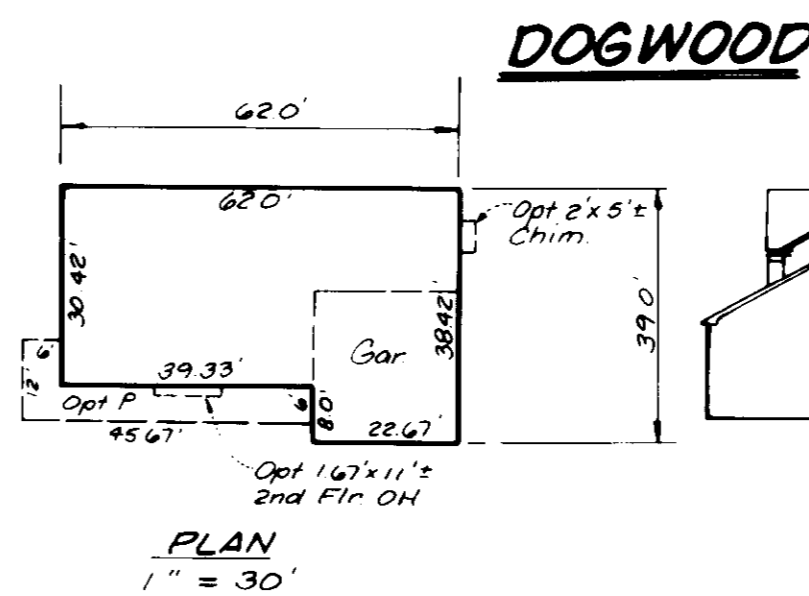 DOGWOOD
62.0'
62.0'
Opt 2'x 5'±
Chim.
30.42'
38.42'
39.0'
Gar.
39.33'
6'
12'
Opt P
6'
8.0'
45.67'
22.67'
Opt 1.67'x 11'±
2nd Flr. OH
PLAN
1" = 30'